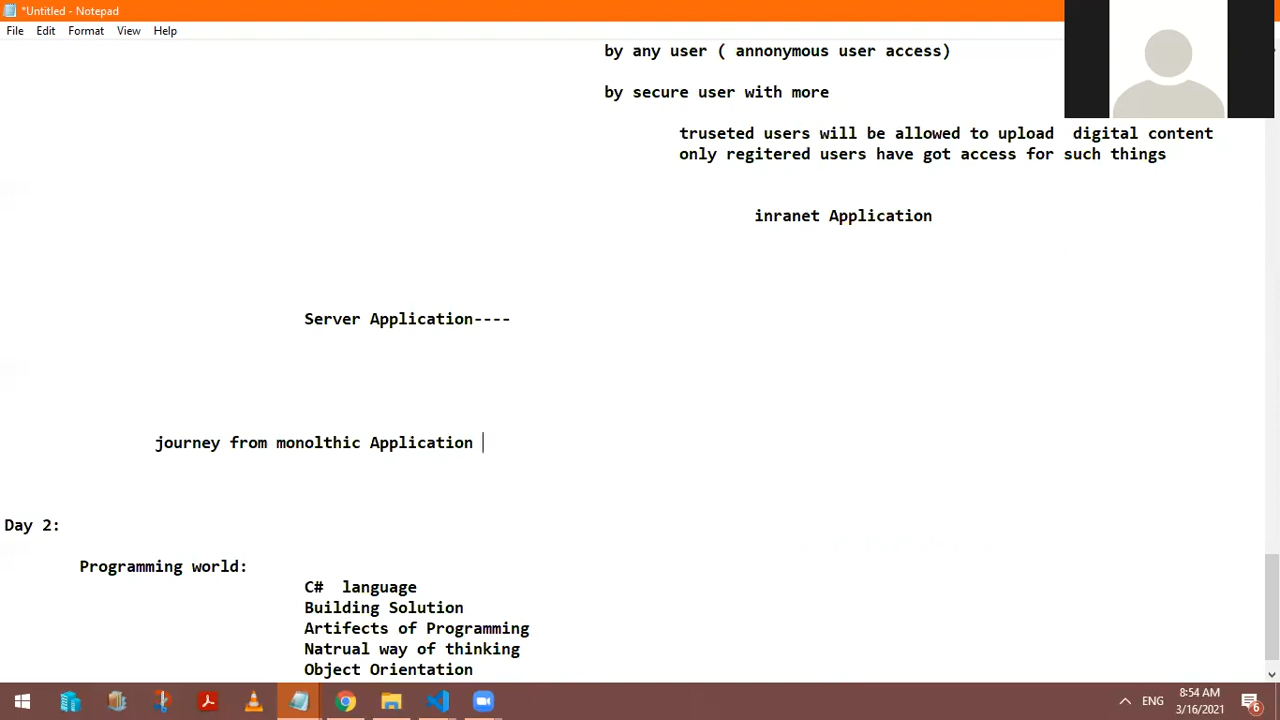 *Untitled - Notepad
File Edit Format View Help
by any user ( annonymous user access)
by secure user with more
truseted users will be allowed to upload digital content
only regitered users have got access for such things
inranet Application
Server Application----
journey from monolthic Application
Day 2:
Programming world:
C# language
Building Solution
Artifects of Programming
Natrual way of thinking
Object Orientation
ENG
8:54 AM
3/16/2021
6